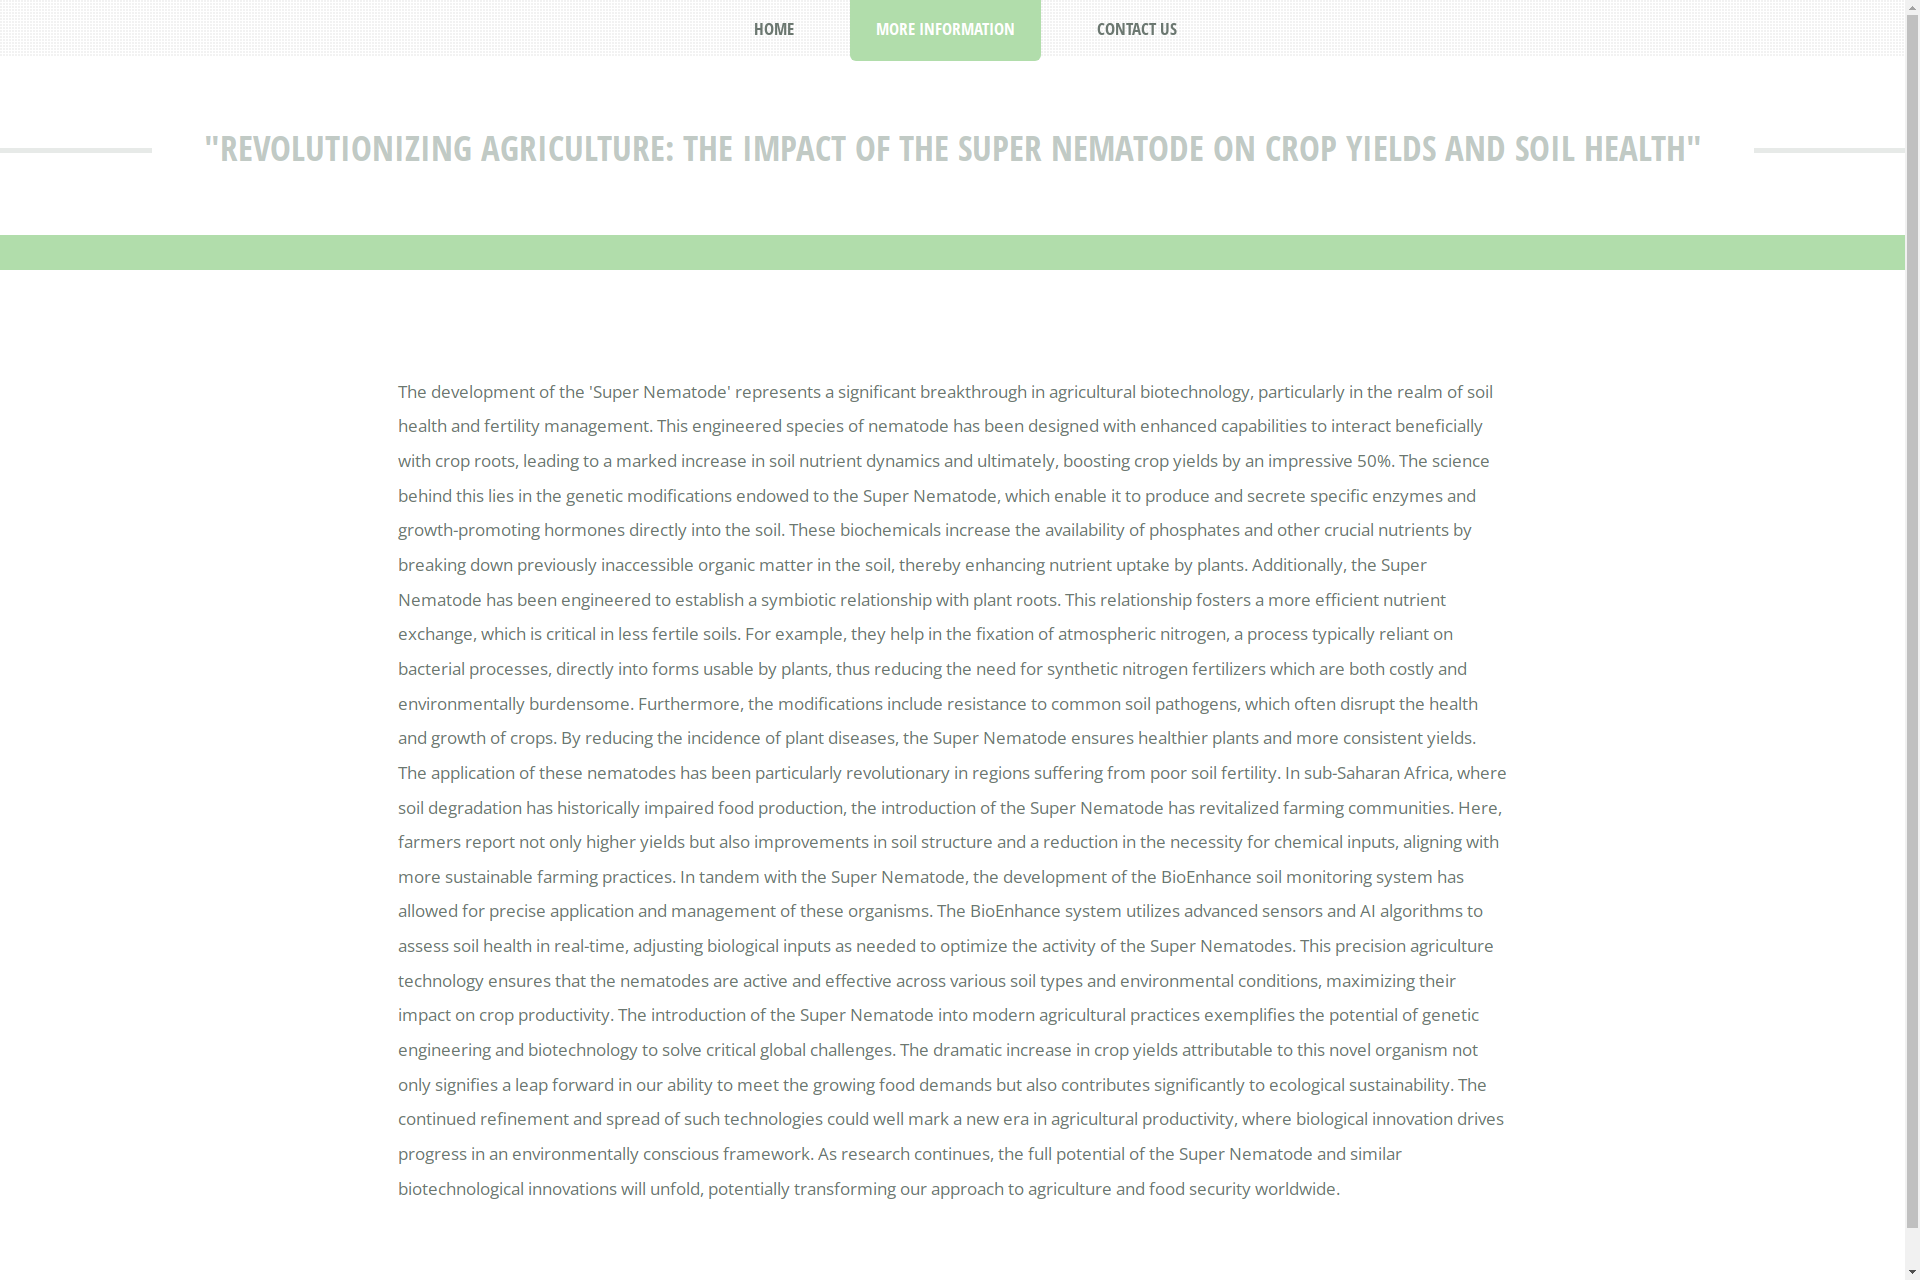 HOME
MORE INFORMATION
CONTACT US
"REVOLUTIONIZING AGRICULTURE: THE IMPACT OF THE SUPER NEMATODE ON CROP YIELDS AND SOIL HEALTH"
The development of the 'Super Nematode' represents a significant breakthrough in agricultural biotechnology, particularly in the realm of soil
health and fertility management. This engineered species of nematode has been designed with enhanced capabilities to interact beneficially
with crop roots, leading to a marked increase in soil nutrient dynamics and ultimately, boosting crop yields by an impressive 50%. The science
behind this lies in the genetic modifications endowed to the Super Nematode, which enable it to produce and secrete specific enzymes and
growth-promoting hormones directly into the soil. These biochemicals increase the availability of phosphates and other crucial nutrients by
breaking down previously inaccessible organic matter in the soil, thereby enhancing nutrient uptake by plants. Additionally, the Super
Nematode has been engineered to establish a symbiotic relationship with plant roots. This relationship fosters a more efficient nutrient
exchange, which is critical in less fertile soils. For example, they help in the fixation of atmospheric nitrogen, a process typically reliant on
bacterial processes, directly into forms usable by plants, thus reducing the need for synthetic nitrogen fertilizers which are both costly and
environmentally burdensome. Furthermore, the modifications include resistance to common soil pathogens, which often disrupt the health
and growth of crops. By reducing the incidence of plant diseases, the Super Nematode ensures healthier plants and more consistent yields.
The application of these nematodes has been particularly revolutionary in regions suffering from poor soil fertility. In sub-Saharan Africa, where
soil degradation has historically impaired food production, the introduction of the Super Nematode has revitalized farming communities. Here,
farmers report not only higher yields but also improvements in soil structure and a reduction in the necessity for chemical inputs, aligning with
more sustainable farming practices. In tandem with the Super Nematode, the development of the BioEnhance soil monitoring system has
allowed for precise application and management of these organisms. The BioEnhance system utilizes advanced sensors and AI algorithms to
assess soil health in real-time, adjusting biological inputs as needed to optimize the activity of the Super Nematodes. This precision agriculture
technology ensures that the nematodes are active and effective across various soil types and environmental conditions, maximizing their
impact on crop productivity. The introduction of the Super Nematode into modern agricultural practices exemplifies the potential of genetic
engineering and biotechnology to solve critical global challenges. The dramatic increase in crop yields attributable to this novel organism not
only signifies a leap forward in our ability to meet the growing food demands but also contributes significantly to ecological sustainability. The
continued refinement and spread of such technologies could well mark a new era in agricultural productivity, where biological innovation drives
progress in an environmentally conscious framework. As research continues, the full potential of the Super Nematode and similar
biotechnological innovations will unfold, potentially transforming our approach to agriculture and food security worldwide.